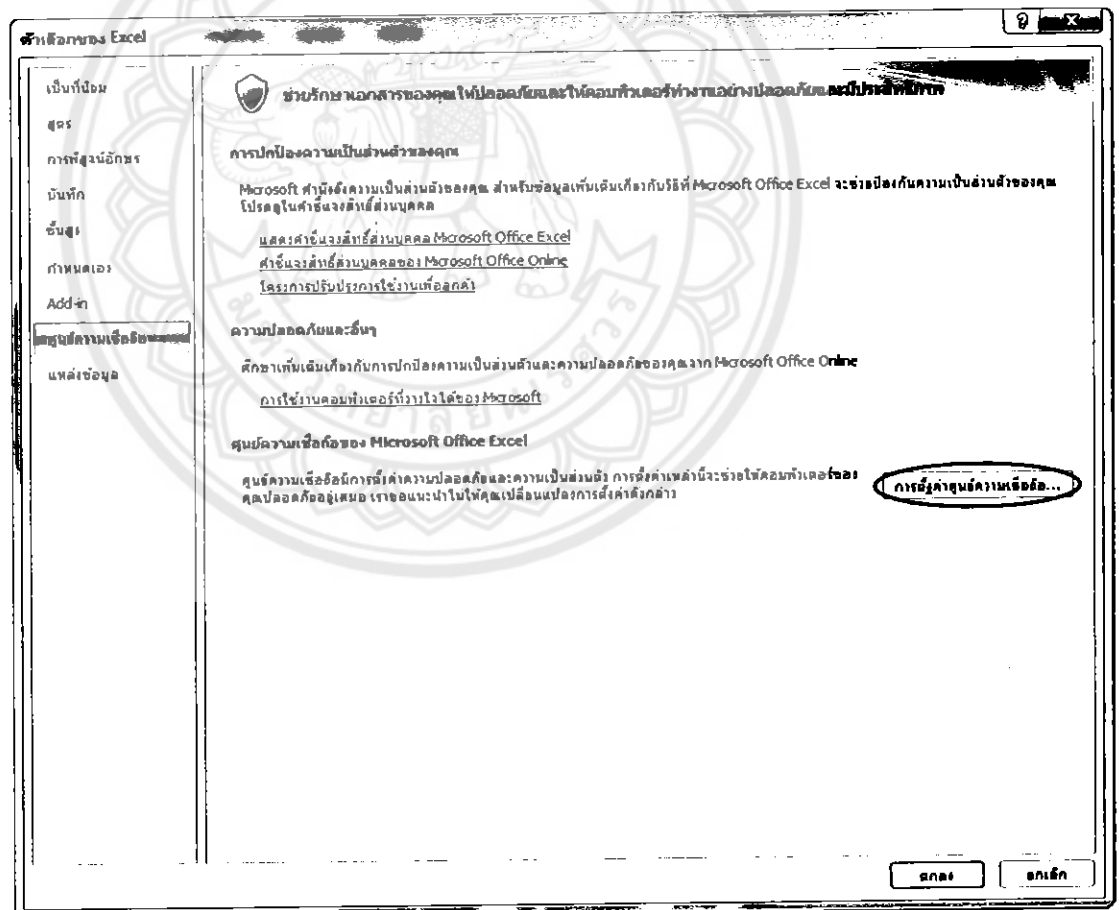 ตัวเลือกของ Excel
เป็นที่นิยม
สูตร
การพิสูจน์อักษร
บันทึก
ขั้นสูง
กำหนดเอง
Add-in
ศูนย์ความเชื่อถือ
แหล่งข้อมูล
ช่วยรักษาเอกสารของคุณให้ปลอดภัยและให้คอมพิวเตอร์ทำงานอย่างปลอดภัยและมีประสิทธิภาพ
การปกป้องความเป็นส่วนตัวของคุณ
Microsoft คำนึงถึงความเป็นส่วนตัวของคุณ สำหรับข้อมูลเพิ่มเติมเกี่ยวกับวิธีที่ Microsoft Office Excel จะช่วยป้องกันความเป็นส่วนตัวของคุณ
โปรดดูในคำชี้แจงสิทธิ์ส่วนบุคคล
แสดงคำชี้แจงสิทธิ์ส่วนบุคคล Microsoft Office Excel
คำชี้แจงสิทธิ์ส่วนบุคคลของ Microsoft Office Online
โครงการปรับปรุงการใช้งานเพื่อลูกค้า
ความปลอดภัยและอื่นๆ
ศึกษาเพิ่มเติมเกี่ยวกับการปกป้องความเป็นส่วนตัวและความปลอดภัยของคุณจาก Microsoft Office Online
การใช้งานคอมพิวเตอร์ที่วางใจได้ของ Microsoft
ศูนย์ความเชื่อถือของ Microsoft Office Excel
ศูนย์ความเชื่อถือมีการตั้งค่าความปลอดภัยและความเป็นส่วนตัว การตั้งค่าเหล่านี้จะช่วยให้คอมพิวเตอร์ของ
คุณปลอดภัยอยู่เสมอ เราขอแนะนำไม่ให้คุณเปลี่ยนแปลงการตั้งค่าดังกล่าว
การตั้งค่าศูนย์ความเชื่อถือ...
ตกลง
ยกเลิก